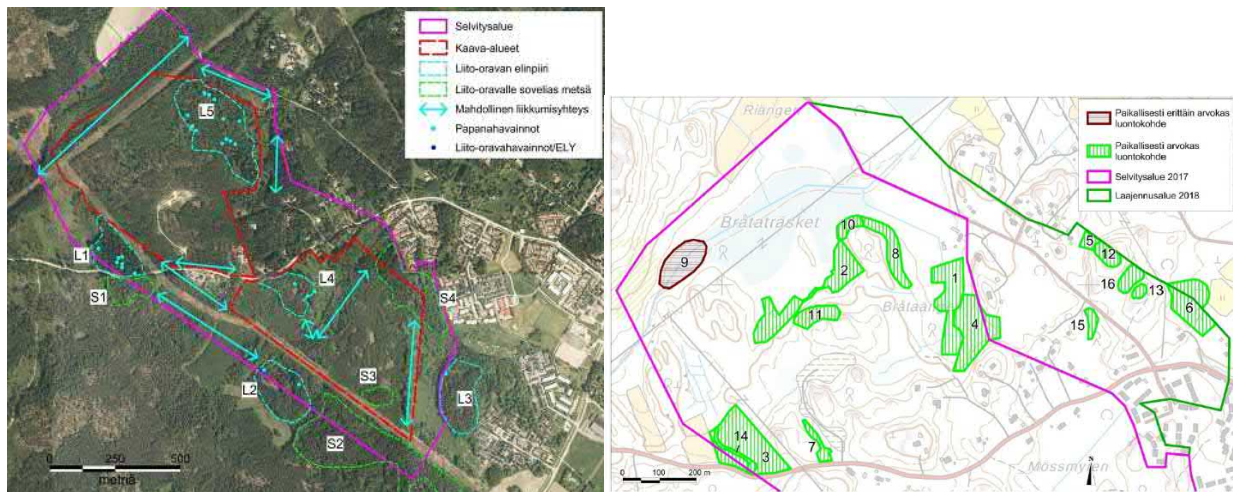 Selvitysalue
Kaava-alueet
Liito-oravan elinpiiri
Liito-oravalle sovelias metsä
Mahdollinen liikkumisyhteys
Papanahavainnot
Liito-oravahavainnot/ELY
L5
L1
S1
L4
S4
L2
S3
L3
S2
0 250 500
metriä
Paikallisesti erittäin arvokas
luontokohde
Paikallisesti arvokas
luontokohde
Selvitysalue 2017
Laajennusalue 2018
Riänger
Bråtaträsket
10
9
2
8
5
12
1
16
13
6
11
4
15
14
3
7
Mössmyren
0 100 200 m